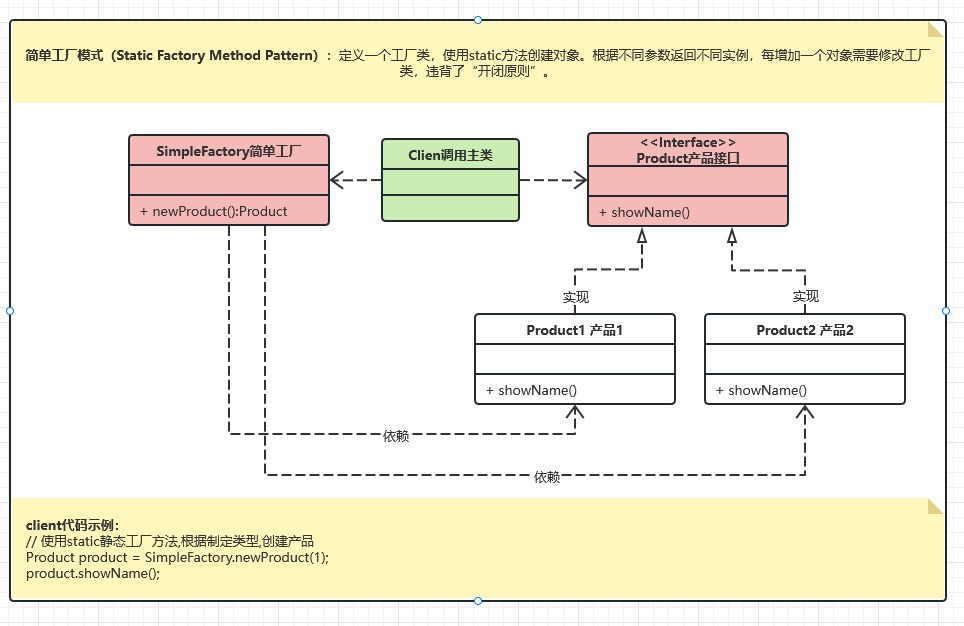 简单工厂模式（Static Factory Method Pattern）：定义一个工厂类，使用static方法创建对象。根据不同参数返回不同实例，每增加一个对象需要修改工厂
类，违背了“开闭原则”。
SimpleFactory简单工厂
+ newProduct():Product
Clien调用主类
<<Interface>>
Product产品接口
+ showName()
实现
实现
Product1 产品1
+ showName()
Product2 产品2
+ showName()
依赖
依赖
client代码示例：
// 使用static静态工厂方法,根据制定类型,创建产品
Product product = SimpleFactory.newProduct(1);
product.showName();